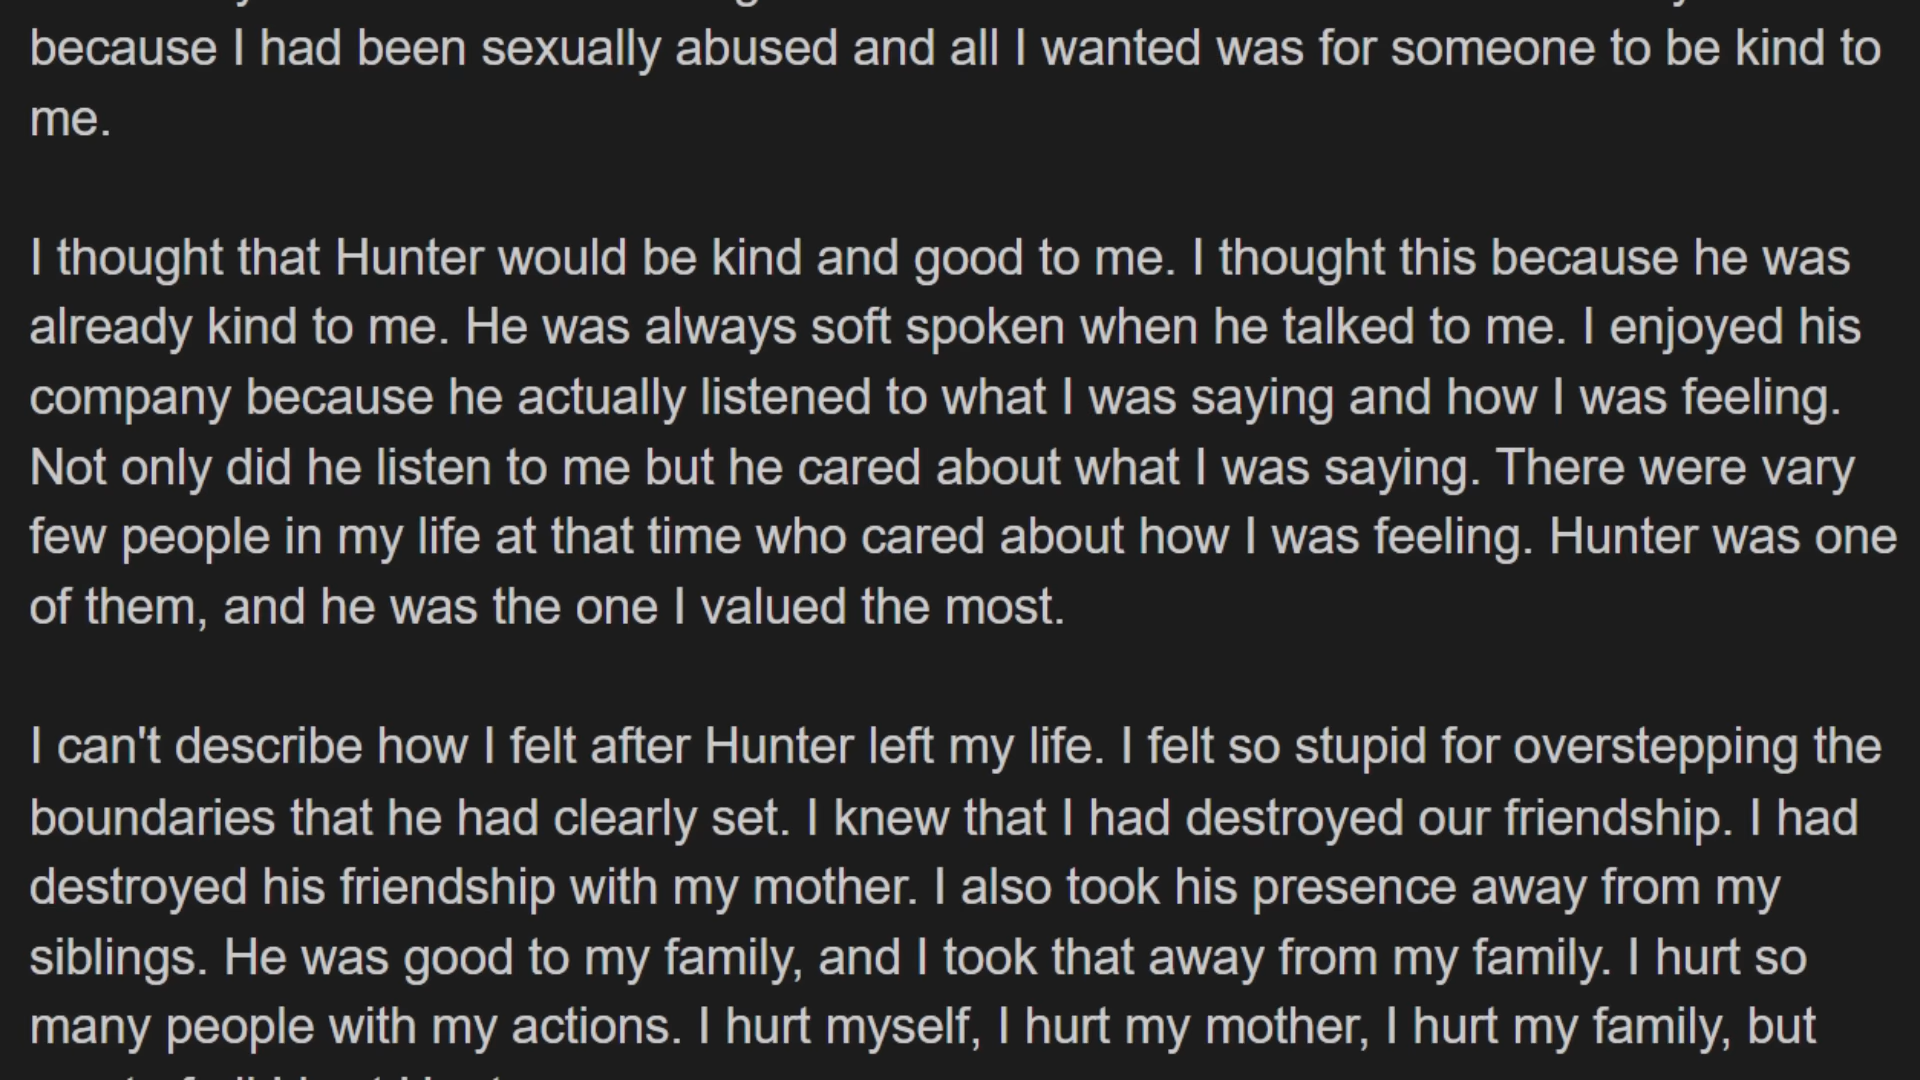 because I had been sexually abused and all I wanted was for someone to be kind to
me.
I thought that Hunter would be kind and good to me. I thought this because he was
already kind to me. He was always soft spoken when he talked to me. I enjoyed his
company because he actually listened to what I was saying and how I was feeling.
Not only did he listen to me but he cared about what I was saying. There were vary
few people in my life at that time who cared about how I was feeling. Hunter was one
of them, and he was the one I valued the most.
I can't describe how I felt after Hunter left my life. I felt so stupid for overstepping the
boundaries that he had clearly set. I knew that I had destroyed our friendship. I had
destroyed his friendship with my mother. I also took his presence away from my
siblings. He was good to my family, and I took that away from my family. I hurt so
many people with my actions. I hurt myself, I hurt my mother, I hurt my family, but